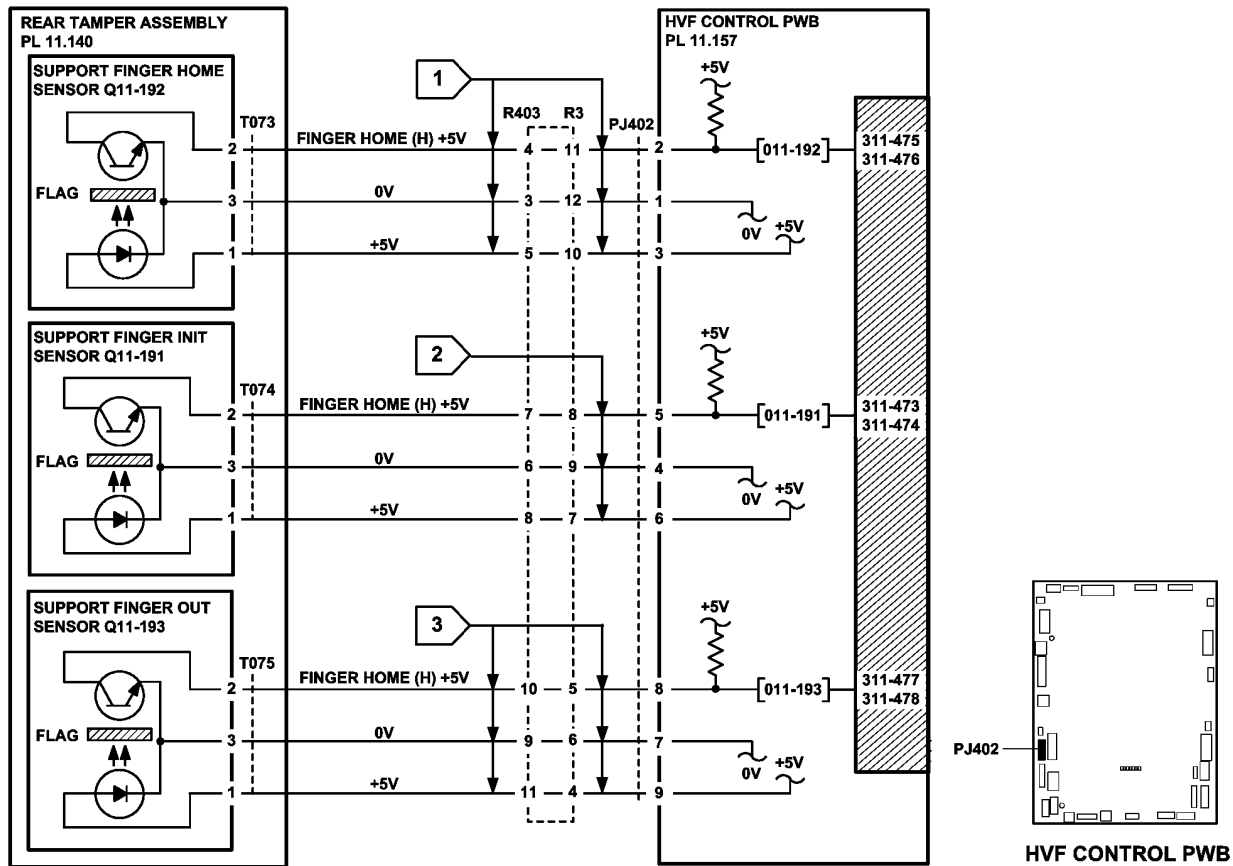 REAR TAMPER ASSEMBLY
PL 11.140
SUPPORT FINGER HOME
SENSOR Q11-192
T073
2
FLAG
3
1
FINGER HOME (H) +5V
0V
+5V
1
R403 R3
PJ402
4 11 2
3 12 1
5 10 3
HVF CONTROL PWB
PL 11.157
+5V
011-192
311-475
311-476
0V
+5V
SUPPORT FINGER INIT
SENSOR Q11-191
T074
2
FLAG
3
1
FINGER HOME (H) +5V
0V
+5V
2
7 8 5
6 9 4
8 7 6
+5V
011-191
311-473
311-474
0V
+5V
SUPPORT FINGER OUT
SENSOR Q11-193
T075
2
FLAG
3
1
FINGER HOME (H) +5V
0V
+5V
3
10 5 8
9 6 7
11 4 9
+5V
011-193
311-477
311-478
0V
+5V
PJ402
HVF CONTROL PWB